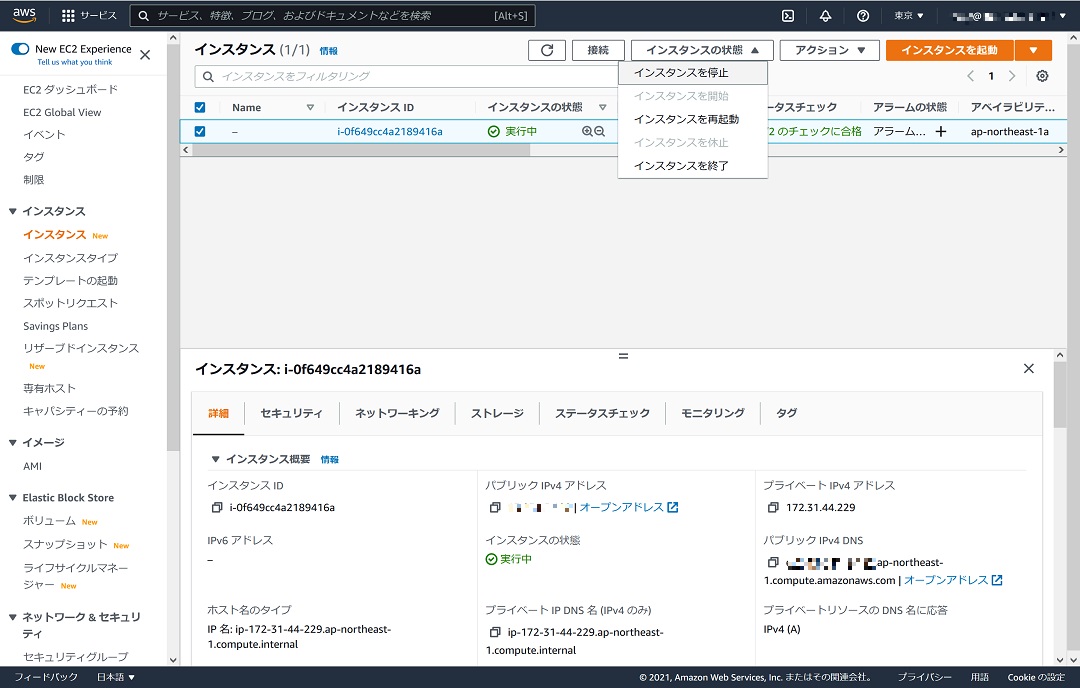 aws
サービス
サービス、特徴、ブログ、およびドキュメントなどを検索 [Alt+S]
東京
New EC2 Experience
Tell us what you think
EC2 ダッシュボード
EC2 Global View
イベント
タグ
制限
インスタンス
インスタンス New
インスタンスタイプ
テンプレートの起動
スポットリクエスト
Savings Plans
リザーブドインスタンス
New
専有ホスト
キャパシティーの予約
イメージ
AMI
Elastic Block Store
ボリューム New
スナップショット New
ライフサイクルマネー
ジャー New
ネットワーク & セキュリ
ティ
セキュリティグループ
インスタンス (1/1) 情報
接続
インスタンスの状態
アクション
インスタンスを起動
インスタンスをフィルタリング
1
インスタンスを停止
インスタンスを開始
インスタンスを再起動
インスタンスを休止
インスタンスを終了
Name
インスタンス ID
インスタンスの状態
ータスチェック
アラームの状態
アベイラビリテ...
–
i-0f649cc4a2189416a
実行中
2 のチェックに合格
アラーム...
ap-northeast-1a
インスタンス: i-0f649cc4a2189416a
詳細
セキュリティ
ネットワーキング
ストレージ
ステータスチェック
モニタリング
タグ
インスタンス概要 情報
インスタンス ID
i-0f649cc4a2189416a
パブリック IPv4 アドレス
| オープンアドレス
プライベート IPv4 アドレス
172.31.44.229
IPv6 アドレス
–
インスタンスの状態
実行中
パブリック IPv4 DNS
ap-northeast-
1.compute.amazonaws.com | オープンアドレス
ホスト名のタイプ
IP 名: ip-172-31-44-229.ap-northeast-
1.compute.internal
プライベート IP DNS 名 (IPv4 のみ)
ip-172-31-44-229.ap-northeast-
1.compute.internal
プライベートリソースの DNS 名に応答
IPv4 (A)
フィードバック
日本語
© 2021, Amazon Web Services, Inc. またはその関連会社。
プライバシー
用語
Cookie の設定